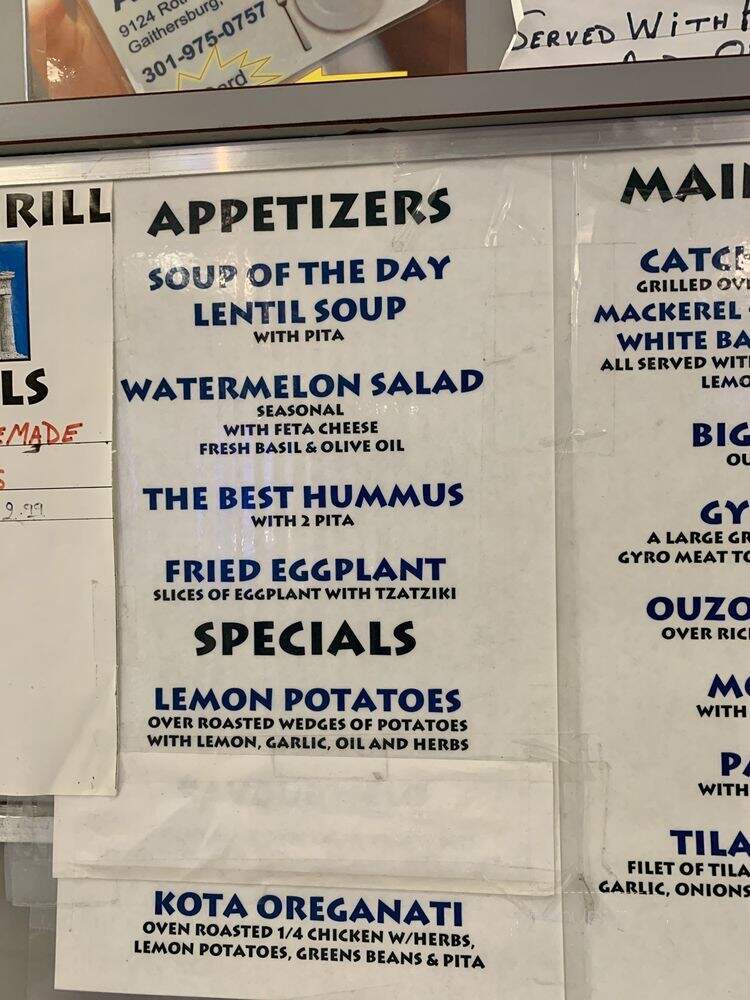 9124
Gaithersburg,
301-975-0757
SERVED WITH
RILL
LS
EMADE
2.99
APPETIZERS
SOUP OF THE DAY
LENTIL SOUP
WITH PITA
WATERMELON SALAD
SEASONAL
WITH FETA CHEESE
FRESH BASIL & OLIVE OIL
THE BEST HUMMUS
WITH 2 PITA
FRIED EGGPLANT
SLICES OF EGGPLANT WITH TZATZIKI
SPECIALS
LEMON POTATOES
OVER ROASTED WEDGES OF POTATOES
WITH LEMON, GARLIC, OIL AND HERBS
KOTA OREGANATI
OVEN ROASTED 1/4 CHICKEN W/HERBS,
LEMON POTATOES, GREENS BEANS & PITA
MAI
CATC
GRILLED OV
MACKEREL
WHITE BA
ALL SERVED WIT
LEMO
BIG
OU
GY
A LARGE GR
GYRO MEAT TO
OUZO
OVER RIC
MO
WITH
PA
WITH
TILA
FILET OF TILA
GARLIC, ONIONS